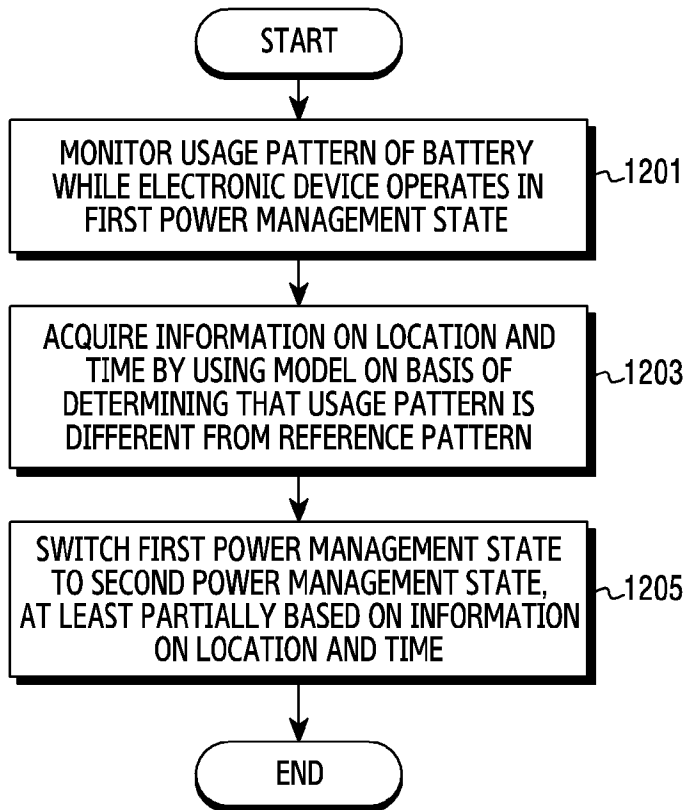 START
MONITOR USAGE PATTERN OF BATTERY
WHILE ELECTRONIC DEVICE OPERATES IN
FIRST POWER MANAGEMENT STATE
1201
ACQUIRE INFORMATION ON LOCATION AND
TIME BY USING MODEL ON BASIS OF
DETERMINING THAT USAGE PATTERN IS
DIFFERENT FROM REFERENCE PATTERN
1203
SWITCH FIRST POWER MANAGEMENT STATE
TO SECOND POWER MANAGEMENT STATE,
AT LEAST PARTIALLY BASED ON INFORMATION
ON LOCATION AND TIME
1205
END